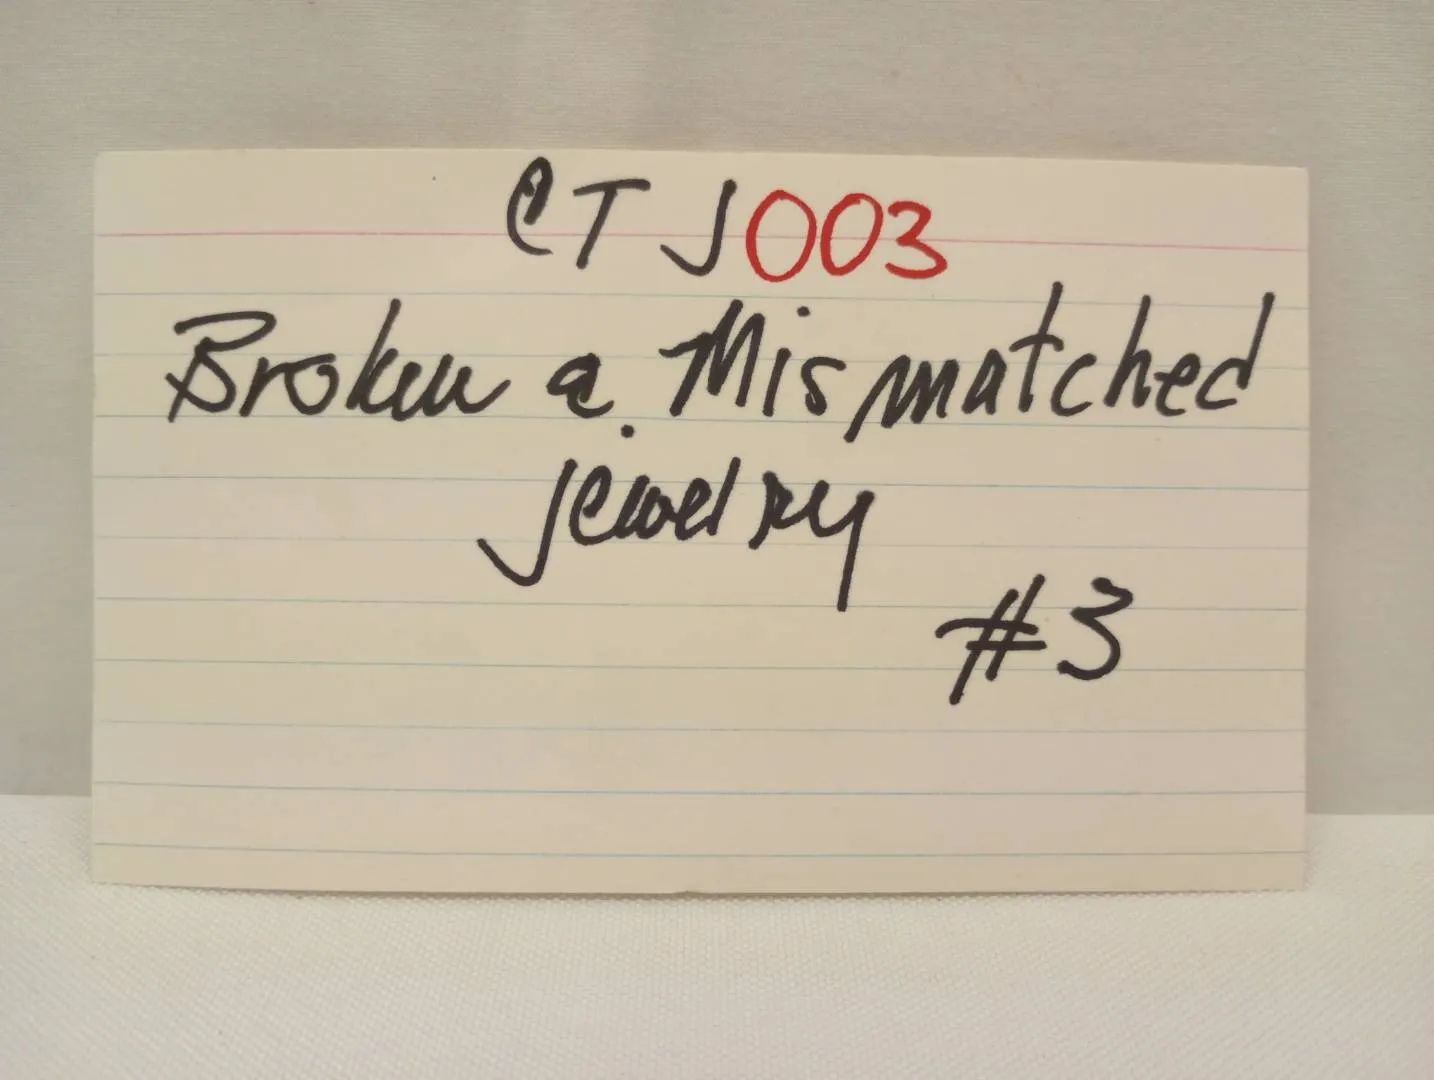 CTJ003
Broken a Mismatched
jewelry
#3